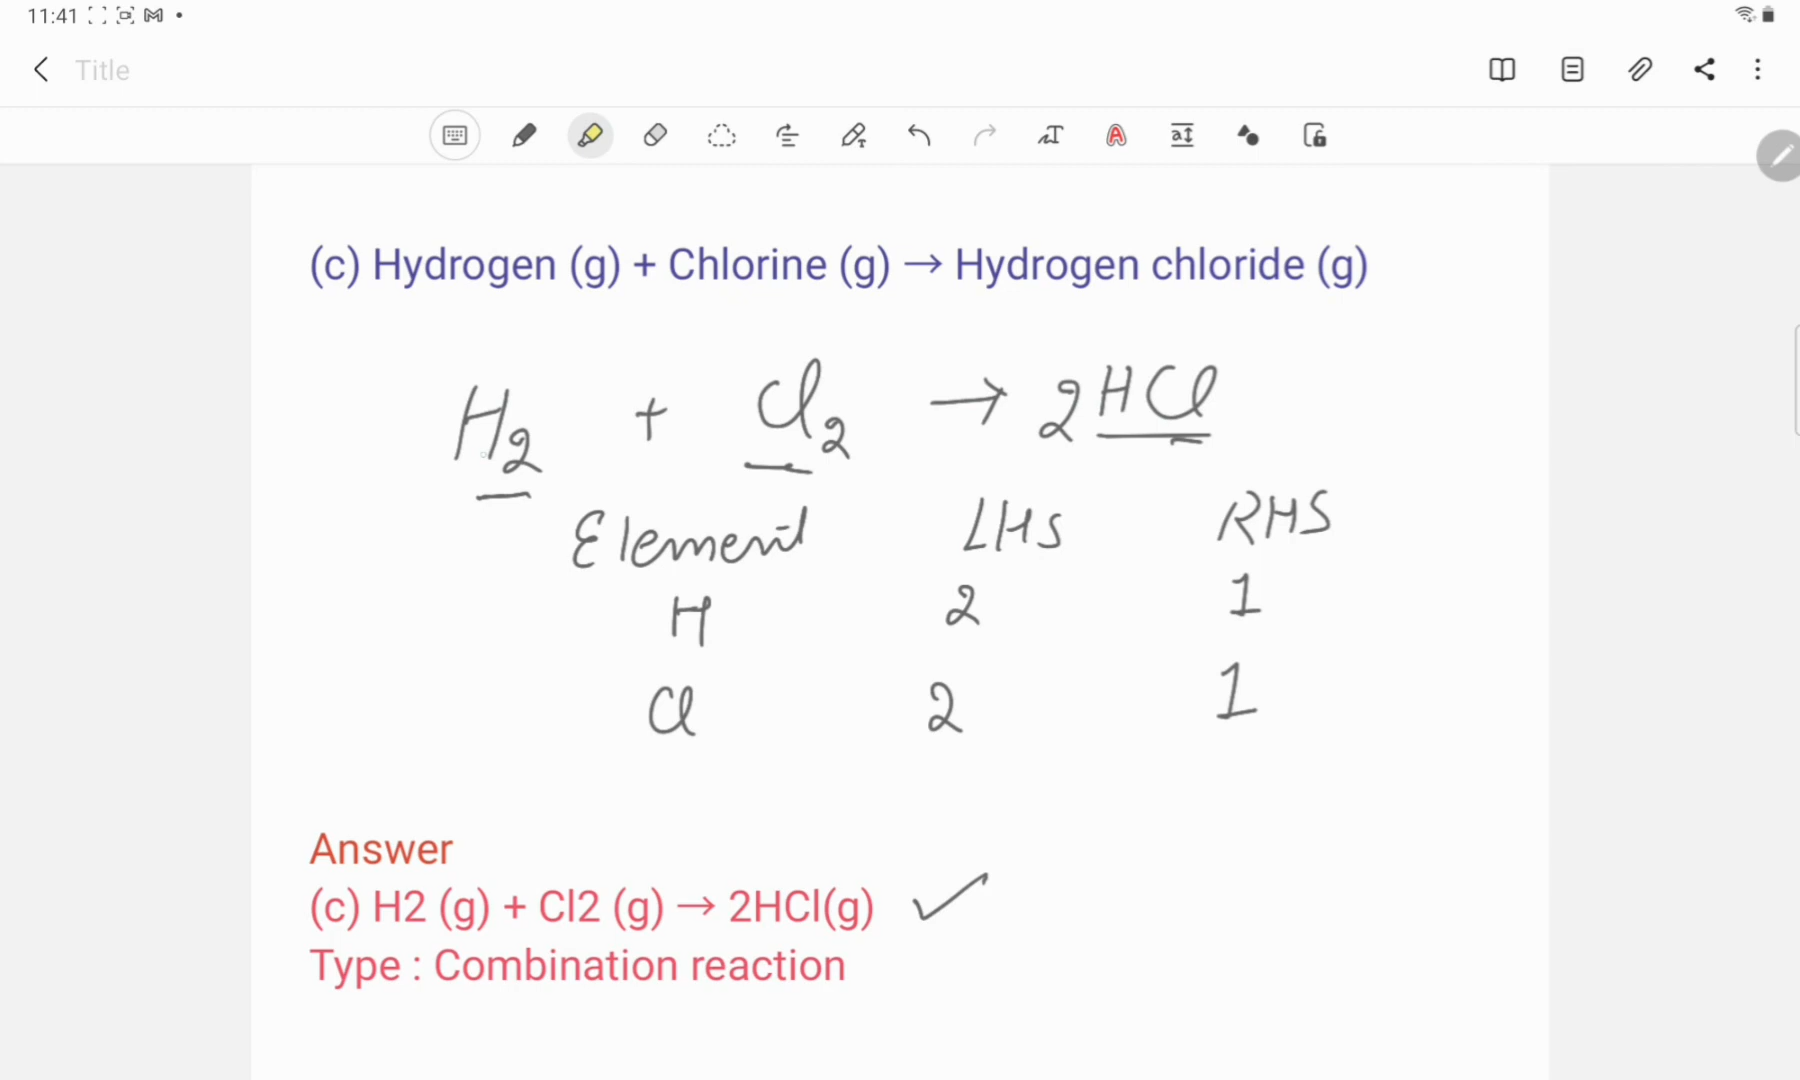 11:41
Title
(c) Hydrogen (g) + Chlorine (g) → Hydrogen chloride (g)
H2 + Cl2 → 2HCl
Element LHS RHS
H 2 1
Cl 2 1
Answer
(c) H2 (g) + Cl2 (g) → 2HCl(g)
Type : Combination reaction